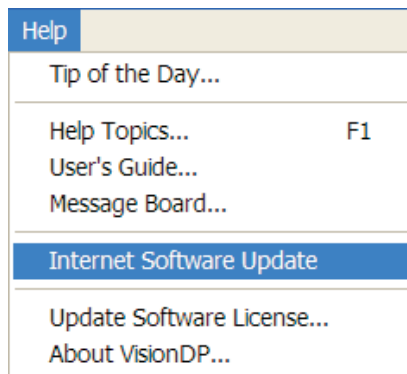 Help
Tip of the Day...
Help Topics... F1
User's Guide...
Message Board...
Internet Software Update
Update Software License...
About VisionDP...